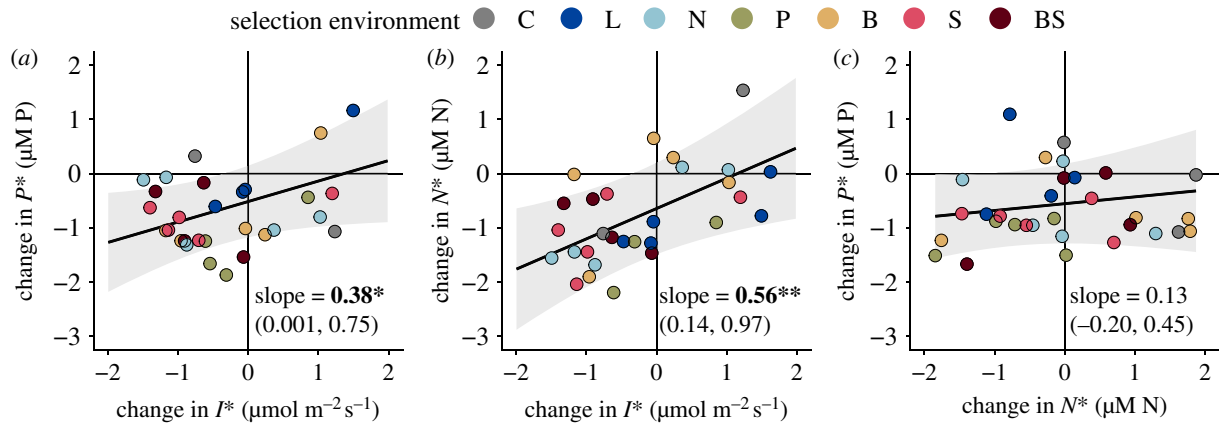 selection environment C L N P B S BS
(a)
2
1
0
−1
−2
−3
change in P* (µM P)
slope = 0.38*
(0.001, 0.75)
−2 −1 0 1 2
change in I* (µmol m−2 s−1)
(b)
2
1
0
−1
−2
−3
change in N* (µM N)
slope = 0.56**
(0.14, 0.97)
−2 −1 0 1 2
change in I* (µmol m−2 s−1)
(c)
2
1
0
−1
−2
−3
change in P* (µM P)
slope = 0.13
(−0.20, 0.45)
−2 −1 0 1 2
change in N* (µM N)